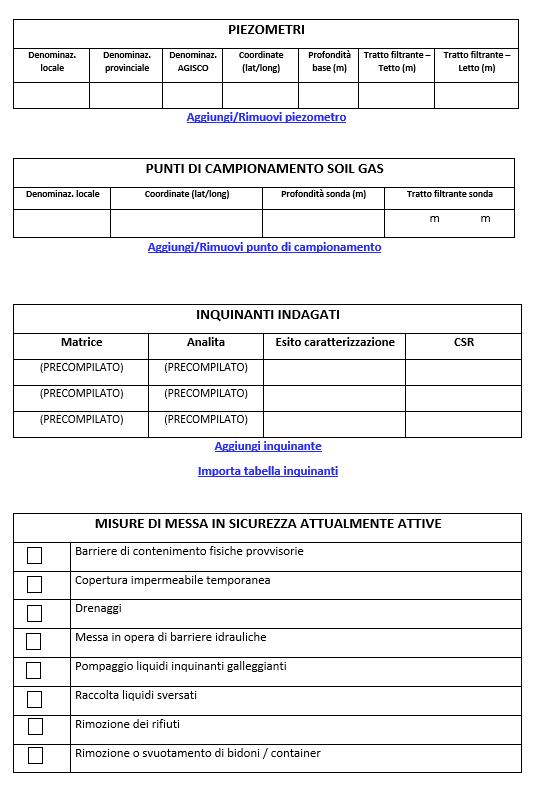 PIEZOMETRI
Denominaz. locale Denominaz. provinciale Denominaz. AGISCO Coordinate (lat/long) Profondità base (m) Tratto filtrante – Tetto (m) Tratto filtrante – Letto (m)
Aggiungi/Rimuovi piezometro
PUNTI DI CAMPIONAMENTO SOIL GAS
Denominaz. locale Coordinate (lat/long) Profondità sonda (m) Tratto filtrante sonda
m m
Aggiungi/Rimuovi punto di campionamento
INQUINANTI INDAGATI
Matrice Analita Esito caratterizzazione CSR
(PRECOMPILATO) (PRECOMPILATO)
(PRECOMPILATO) (PRECOMPILATO)
(PRECOMPILATO) (PRECOMPILATO)
Aggiungi inquinante
Importa tabella inquinanti
MISURE DI MESSA IN SICUREZZA ATTUALMENTE ATTIVE
Barriere di contenimento fisiche provvisorie
Copertura impermeabile temporanea
Drenaggi
Messa in opera di barriere idrauliche
Pompaggio liquidi inquinanti galleggianti
Raccolta liquidi sversati
Rimozione dei rifiuti
Rimozione o svuotamento di bidoni / container